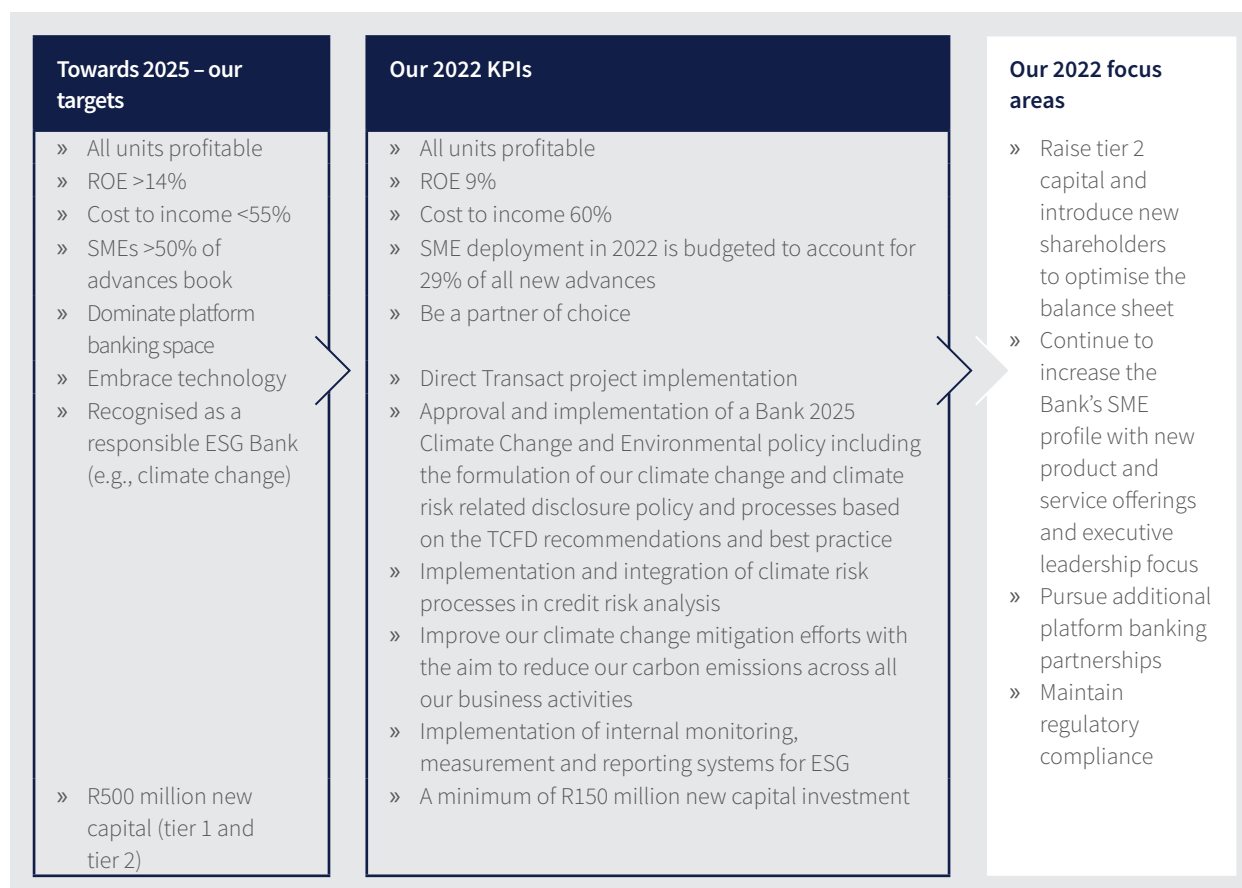 Towards 2025 – our
targets
» All units profitable
» ROE >14%
» Cost to income <55%
» SMEs >50% of
advances book
» Dominate platform
banking space
» Embrace technology
» Recognised as a
responsible ESG Bank
(e.g., climate change)
» R500 million new
capital (tier 1 and
tier 2)
Our 2022 KPIs
» All units profitable
» ROE 9%
» Cost to income 60%
» SME deployment in 2022 is budgeted to account for
29% of all new advances
» Be a partner of choice
» Direct Transact project implementation
» Approval and implementation of a Bank 2025
Climate Change and Environmental policy including
the formulation of our climate change and climate
risk related disclosure policy and processes based
on the TCFD recommendations and best practice
» Implementation and integration of climate risk
processes in credit risk analysis
» Improve our climate change mitigation efforts with
the aim to reduce our carbon emissions across all
our business activities
» Implementation of internal monitoring,
measurement and reporting systems for ESG
» A minimum of R150 million new capital investment
Our 2022 focus
areas
» Raise tier 2
capital and
introduce new
shareholders
to optimise the
balance sheet
» Continue to
increase the
Bank’s SME
profile with new
product and
service offerings
and executive
leadership focus
» Pursue additional
platform banking
partnerships
» Maintain
regulatory
compliance